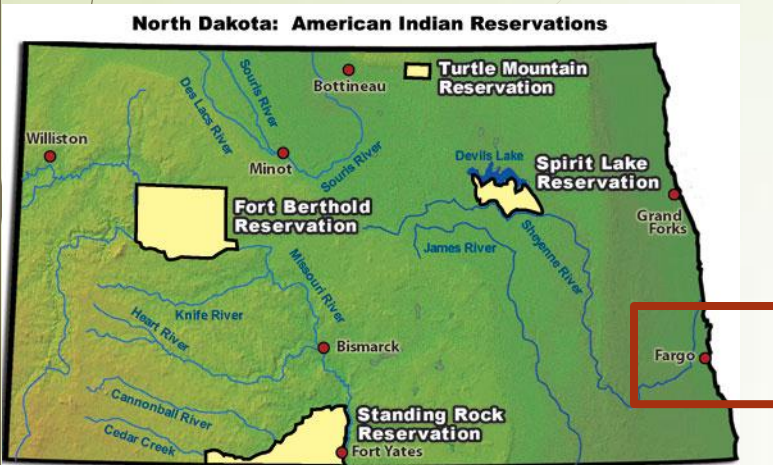 North Dakota: American Indian Reservations
Turtle Mountain
Reservation
Bottineau
Souris River
Des Lacs River
Williston
Minot
Souris River
Devils Lake
Spirit Lake
Reservation
Fort Berthold
Reservation
Grand
Forks
James River
Sheyenne River
Missouri River
Knife River
Heart River
Bismarck
Fargo
Cannonball River
Standing Rock
Reservation
Cedar Creek
Fort Yates